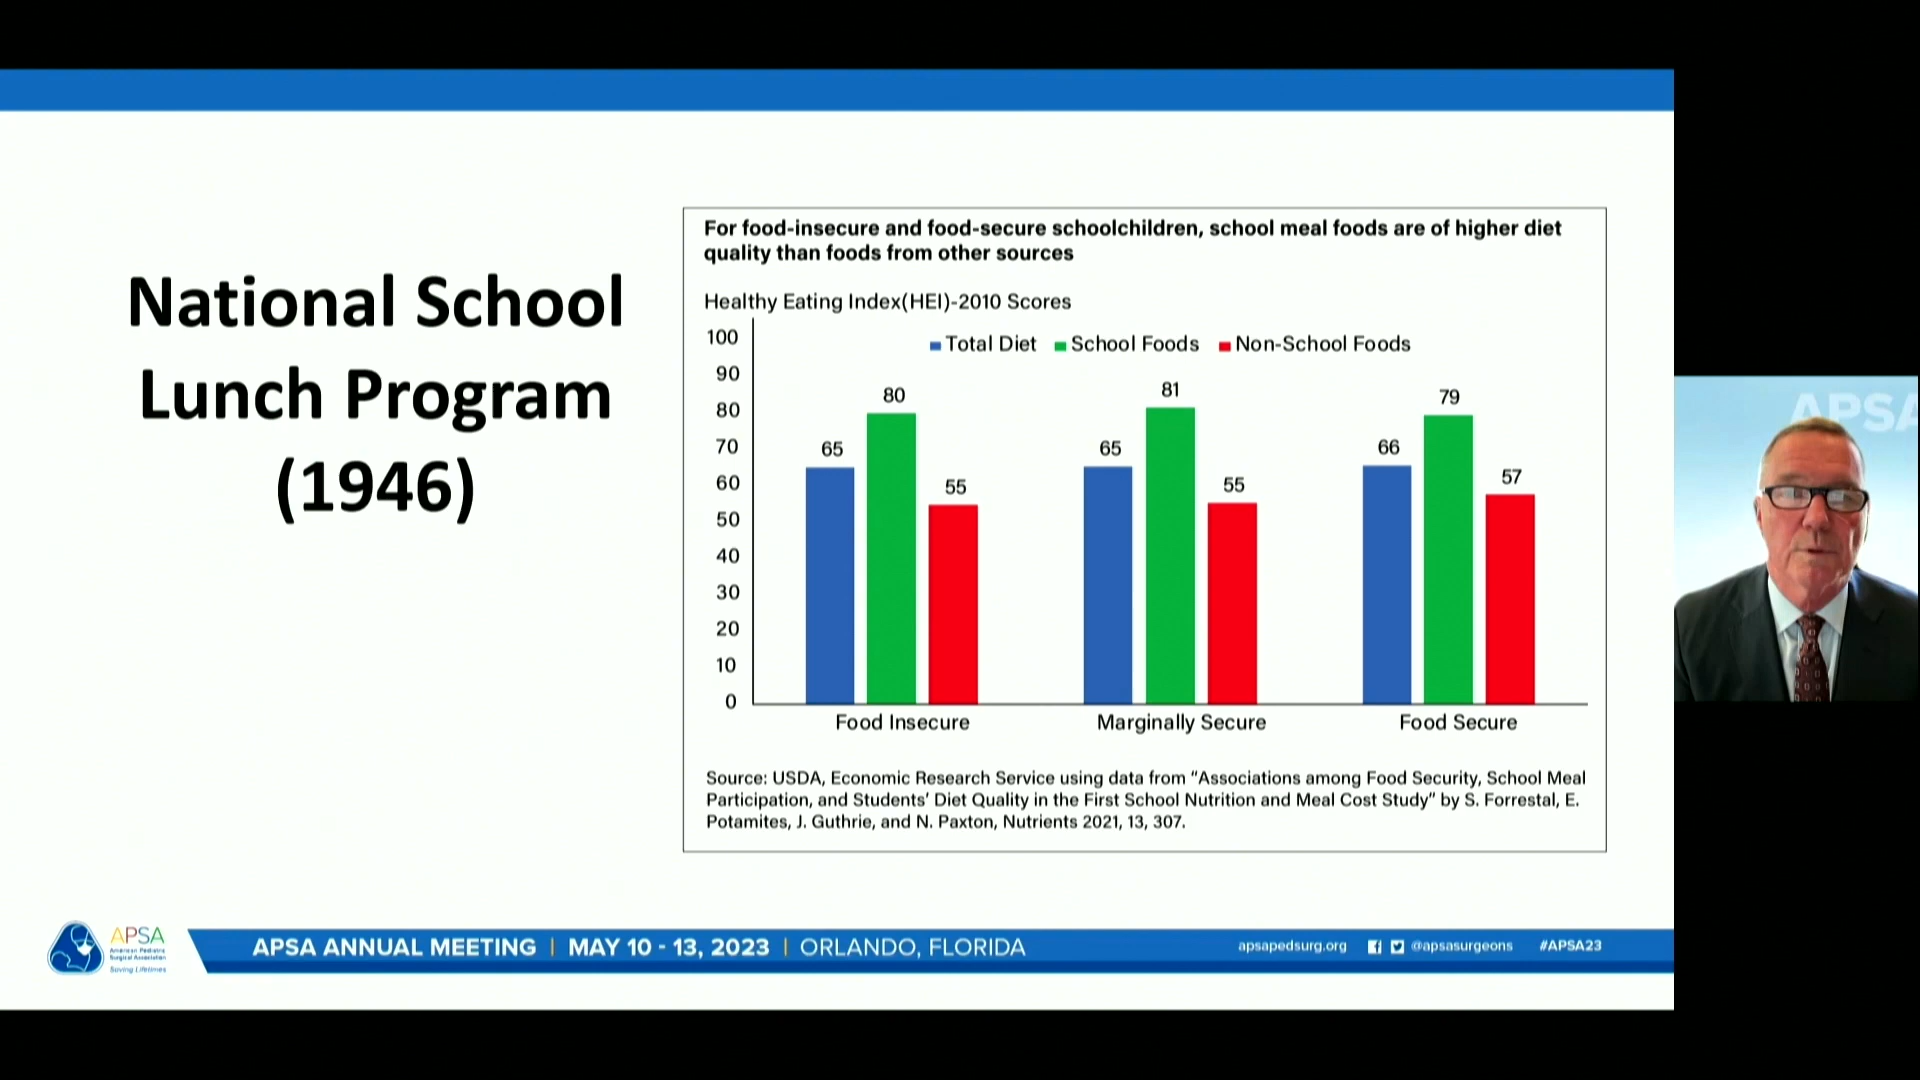 National School
Lunch Program
(1946)
For food-insecure and food-secure schoolchildren, school meal foods are of higher diet
quality than foods from other sources
Healthy Eating Index(HEI)-2010 Scores
Total Diet School Foods Non-School Foods
100
90
80
70
60
50
40
30
20
10
0
65 80 55
65 81 55
66 79 57
Food Insecure Marginally Secure Food Secure
Source: USDA, Economic Research Service using data from “Associations among Food Security, School Meal
Participation, and Students’ Diet Quality in the First School Nutrition and Meal Cost Study” by S. Forrestal, E.
Potamites, J. Guthrie, and N. Paxton, Nutrients 2021, 13, 307.
APSA
American Pediatric
Surgical Association
Saving Lifetimes
APSA ANNUAL MEETING | MAY 10 - 13, 2023 | ORLANDO, FLORIDA
apsapedsurg.org @apsasurgeons #APSA23
APSA